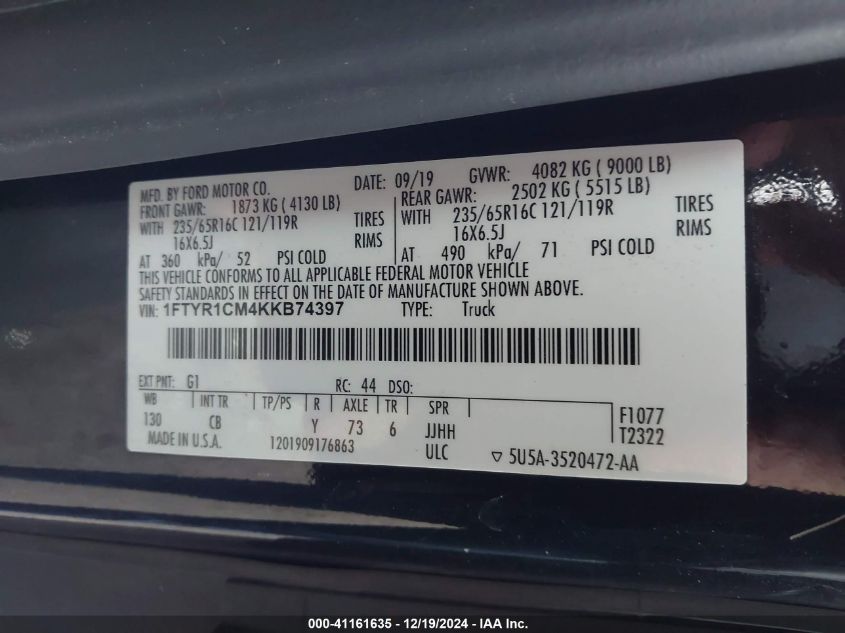 MFD. BY FORD MOTOR CO. DATE: 09/19 GVWR: 4082 KG ( 9000 LB)
FRONT GAWR: 1873 KG ( 4130 LB) REAR GAWR: 2502 KG ( 5515 LB)
WITH 235/65R16C 121/119R TIRES WITH 235/65R16C 121/119R TIRES
16X6.5J RIMS 16X6.5J RIMS
AT 360 kPa/ 52 PSI COLD AT 490 kPa/ 71 PSI COLD
THIS VEHICLE CONFORMS TO ALL APPLICABLE FEDERAL MOTOR VEHICLE
SAFETY STANDARDS IN EFFECT ON THE DATE OF MANUFACTURE SHOWN ABOVE.
VIN: 1FTYR1CM4KKB74397 TYPE: Truck
EXT PNT: G1 RC: 44 DSO:
WB INT TR TP/PS R AXLE TR SPR F1077
130 CB Y 73 6 JJHH T2322
MADE IN U.S.A. 1201909176863 ULC ▽ 5U5A-3520472-AA
000-41161635 - 12/19/2024 - IAA Inc.